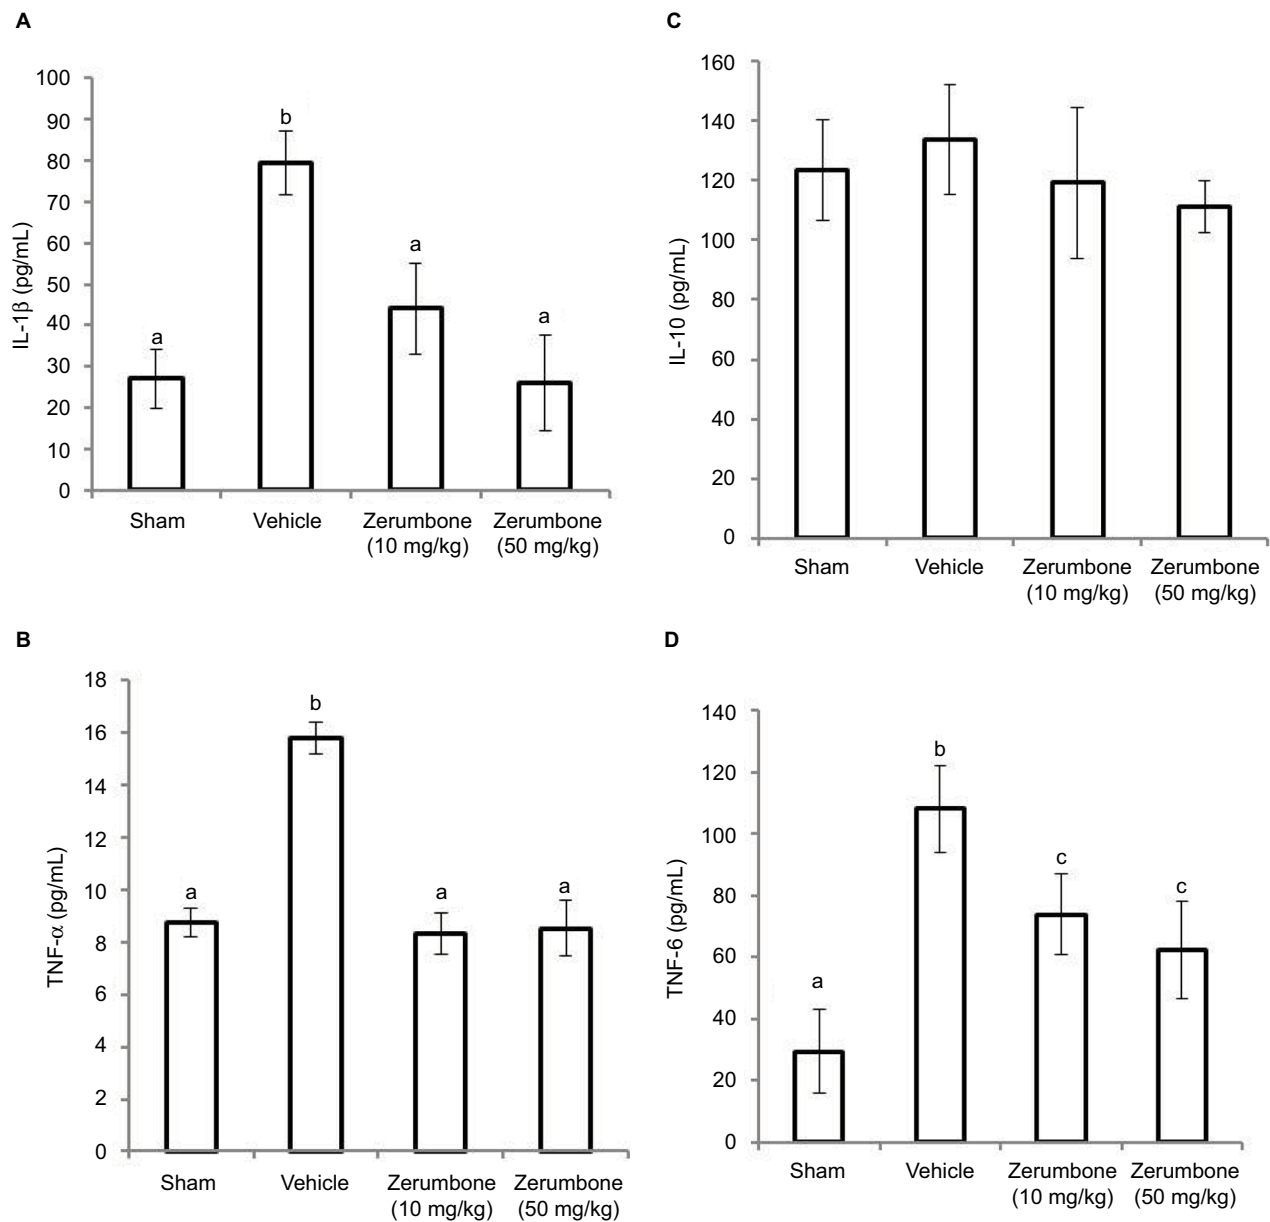 A
IL-1β (pg/mL)
100
90
80
70
60
50
40
30
20
10
0
a
b
a
a
Sham
Vehicle
Zerumbone
(10 mg/kg)
Zerumbone
(50 mg/kg)
C
IL-10 (pg/mL)
160
140
120
100
80
60
40
20
0
Sham
Vehicle
Zerumbone
(10 mg/kg)
Zerumbone
(50 mg/kg)
B
TNF-α (pg/mL)
18
16
14
12
10
8
6
4
2
0
a
b
a
a
Sham
Vehicle
Zerumbone
(10 mg/kg)
Zerumbone
(50 mg/kg)
D
TNF-6 (pg/mL)
140
120
100
80
60
40
20
0
a
b
c
c
Sham
Vehicle
Zerumbone
(10 mg/kg)
Zerumbone
(50 mg/kg)